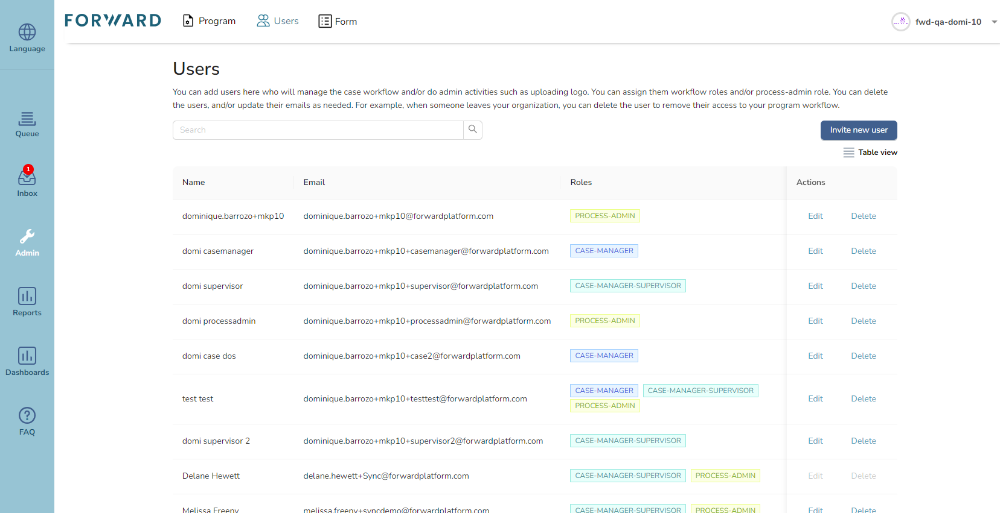 FORWARD
Program
Users
Form
fwd-qa-domi-10
Language
Queue
1
Inbox
Admin
Reports
Dashboards
FAQ
Users
You can add users here who will manage the case workflow and/or do admin activities such as uploading logo. You can assign them workflow roles and/or process-admin role. You can delete
the users, and/or update their emails as needed. For example, when someone leaves your organization, you can delete the user to remove their access to your program workflow.
Search
Invite new user
Table view
Name Email Roles Actions
dominique.barrozo+mkp10 dominique.barrozo+mkp10@forwardplatform.com PROCESS-ADMIN Edit Delete
domi casemanager dominique.barrozo+mkp10+casemanager@forwardplatform.com CASE-MANAGER Edit Delete
domi supervisor dominique.barrozo+mkp10+supervisor@forwardplatform.com CASE-MANAGER-SUPERVISOR Edit Delete
domi processadmin dominique.barrozo+mkp10+processadmin@forwardplatform.com PROCESS-ADMIN Edit Delete
domi case dos dominique.barrozo+mkp10+case2@forwardplatform.com CASE-MANAGER Edit Delete
test test dominique.barrozo+mkp10+testtest@forwardplatform.com CASE-MANAGER CASE-MANAGER-SUPERVISOR PROCESS-ADMIN Edit Delete
domi supervisor 2 dominique.barrozo+mkp10+supervisor2@forwardplatform.com CASE-MANAGER-SUPERVISOR Edit Delete
Delane Hewett delane.hewett+Sync@forwardplatform.com CASE-MANAGER-SUPERVISOR PROCESS-ADMIN Edit Delete
Melissa Freeny melissa.freeny+syncdemo@forwardplatform.com CASE-MANAGER-SUPERVISOR PROCESS-ADMIN Edit Delete